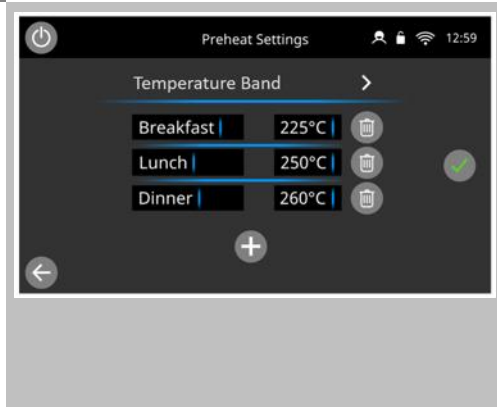 Preheat Settings 12:59
Temperature Band
Breakfast 225°C
Lunch 250°C
Dinner 260°C